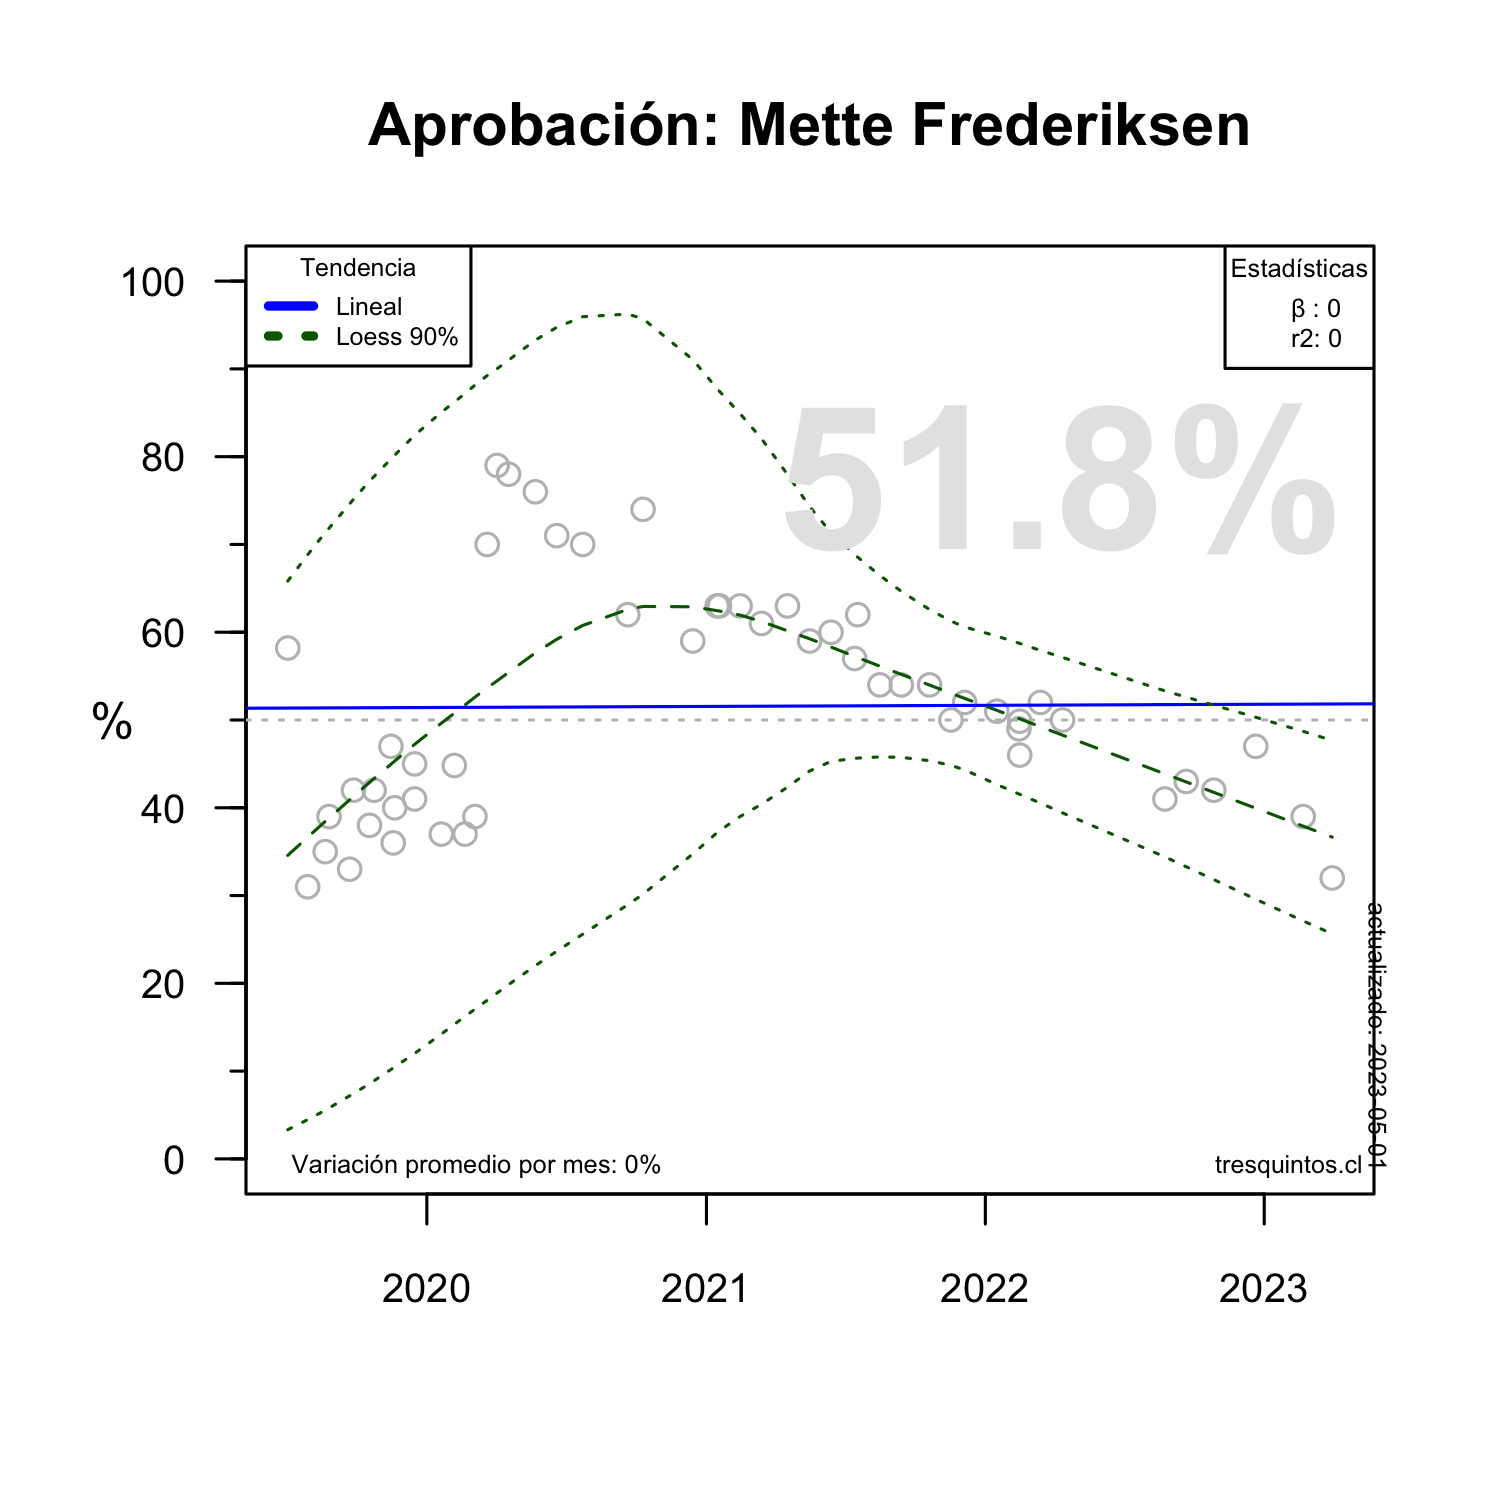 Aprobación: Mette Frederiksen
Tendencia
Lineal
Loess 90%
Estadísticas
β : 0
r2: 0
51.8%
100
80
60
40
20
0
%
actualizado: 2023-05-01
Variación promedio por mes: 0%
tresquintos.cl
2020
2021
2022
2023